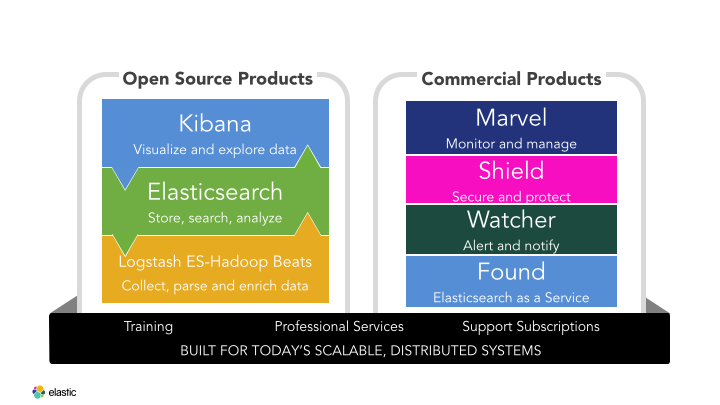 Open Source Products
Kibana
Visualize and explore data
Elasticsearch
Store, search, analyze
Logstash ES-Hadoop Beats
Collect, parse and enrich data
Commercial Products
Marvel
Monitor and manage
Shield
Secure and protect
Watcher
Alert and notify
Found
Elasticsearch as a Service
Training Professional Services Support Subscriptions
BUILT FOR TODAY'S SCALABLE, DISTRIBUTED SYSTEMS
elastic